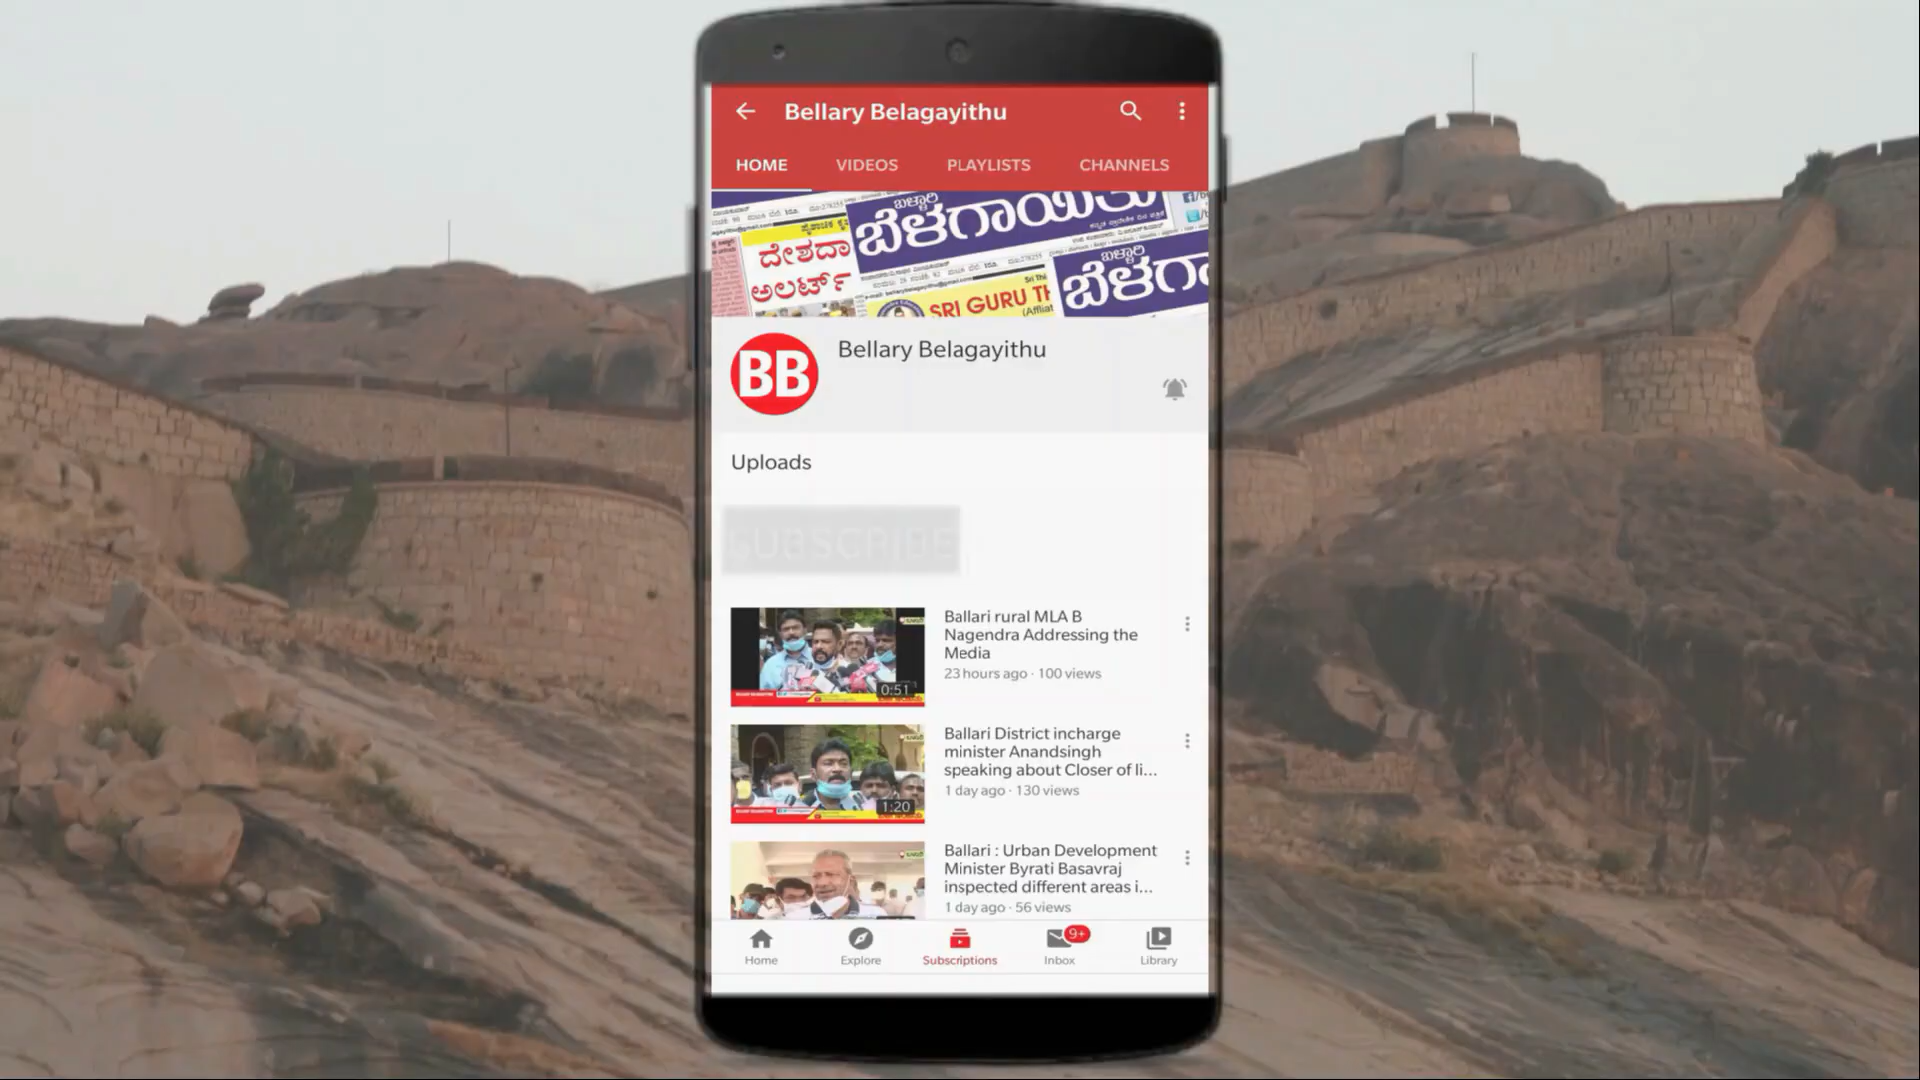 Bellary Belagayithu
HOME VIDEOS PLAYLISTS CHANNELS
ಬಳ್ಳಾರಿ
ಬೆಳಗಾಯಿತು
ದೇಶದಾ
ಅಲರ್ಟ್
SRI GURU TH
(Affliat
ಬಳ್ಳಾರಿ
ಬೆಳಗಾ
BB
Bellary Belagayithu
Uploads
SUBSCRIBE
Ballari rural MLA B
Nagendra Addressing the
Media
23 hours ago · 100 views
0:51
Ballari District incharge
minister Anandsingh
speaking about Closer of li...
1 day ago · 130 views
1:20
Ballari : Urban Development
Minister Byrati Basavraj
inspected different areas i...
1 day ago · 56 views
9+
Home Explore Subscriptions Inbox Library